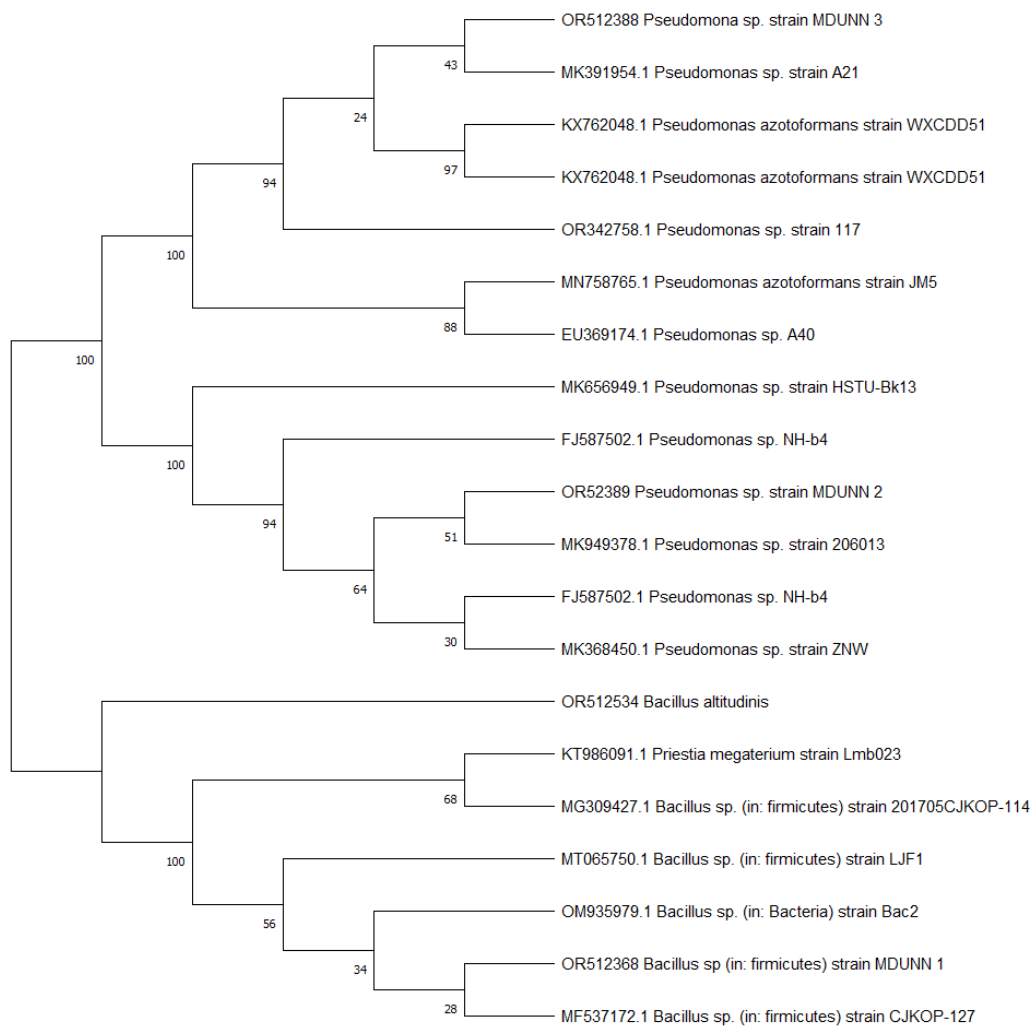 OR512388 Pseudomona sp. strain MDUNN 3
43
MK391954.1 Pseudomonas sp. strain A21
24
KX762048.1 Pseudomonas azotoformans strain WXCDD51
97
KX762048.1 Pseudomonas azotoformans strain WXCDD51
94
OR342758.1 Pseudomonas sp. strain 117
100
MN758765.1 Pseudomonas azotoformans strain JM5
88
EU369174.1 Pseudomonas sp. A40
100
MK656949.1 Pseudomonas sp. strain HSTU-Bk13
100
FJ587502.1 Pseudomonas sp. NH-b4
94
OR52389 Pseudomonas sp. strain MDUNN 2
51
MK949378.1 Pseudomonas sp. strain 206013
64
FJ587502.1 Pseudomonas sp. NH-b4
30
MK368450.1 Pseudomonas sp. strain ZNW
OR512534 Bacillus altitudinis
KT986091.1 Priestia megaterium strain Lmb023
68
MG309427.1 Bacillus sp. (in: firmicutes) strain 201705CJKOP-114
100
MT065750.1 Bacillus sp. (in: firmicutes) strain LJF1
56
OM935979.1 Bacillus sp. (in: Bacteria) strain Bac2
34
OR512368 Bacillus sp (in: firmicutes) strain MDUNN 1
28
MF537172.1 Bacillus sp. (in: firmicutes) strain CJKOP-127